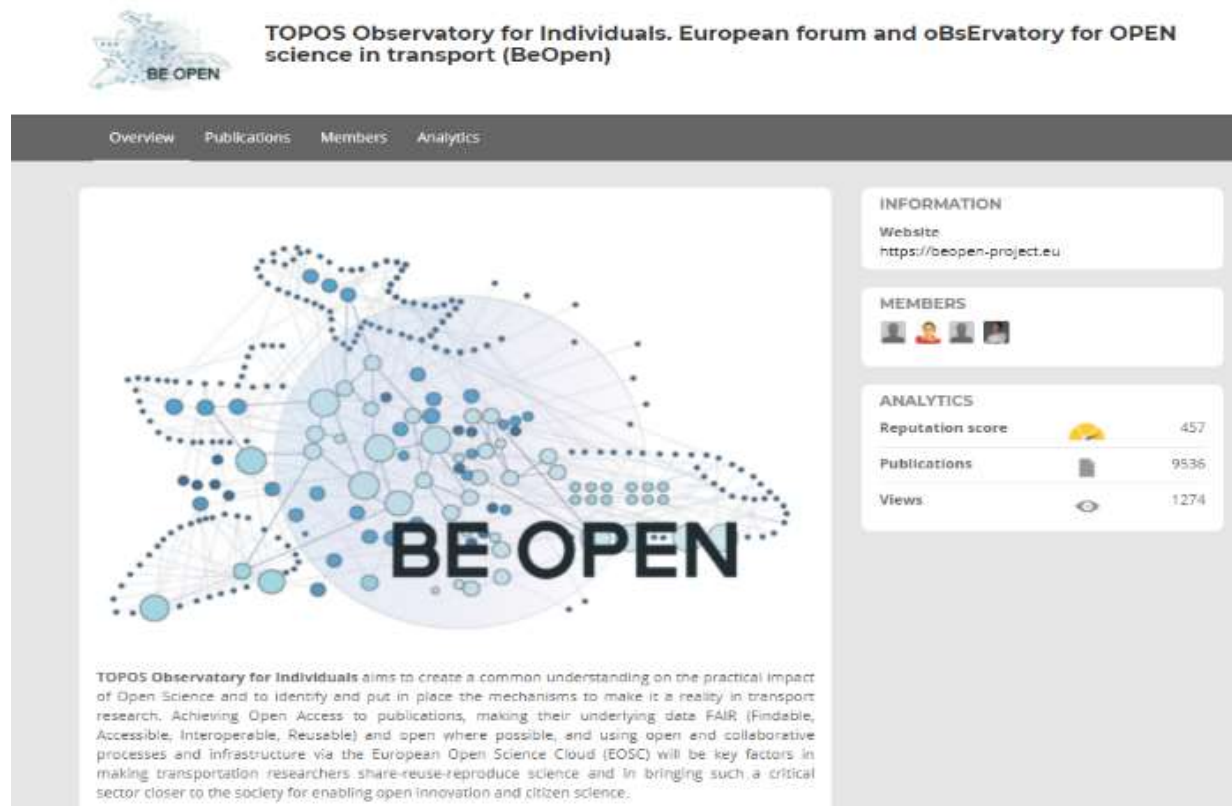 BE OPEN
TOPOS Observatory for Individuals. European forum and oBsErvatory for OPEN
science in transport (BeOpen)
Overview Publications Members Analytics
BE OPEN
TOPOS Observatory for Individuals aims to create a common understanding on the practical impact
of Open Science and to identify and put in place the mechanisms to make it a reality in transport
research. Achieving Open Access to publications, making their underlying data FAIR (Findable,
Accessible, Interoperable, Reusable) and open where possible, and using open and collaborative
processes and infrastructure via the European Open Science Cloud (EOSC) will be key factors in
making transportation researchers share-reuse-reproduce science and in bringing such a critical
sector closer to the society for enabling open innovation and citizen science.
INFORMATION
Website
https://beopen-project.eu
MEMBERS
ANALYTICS
Reputation score 457
Publications 9536
Views 1274